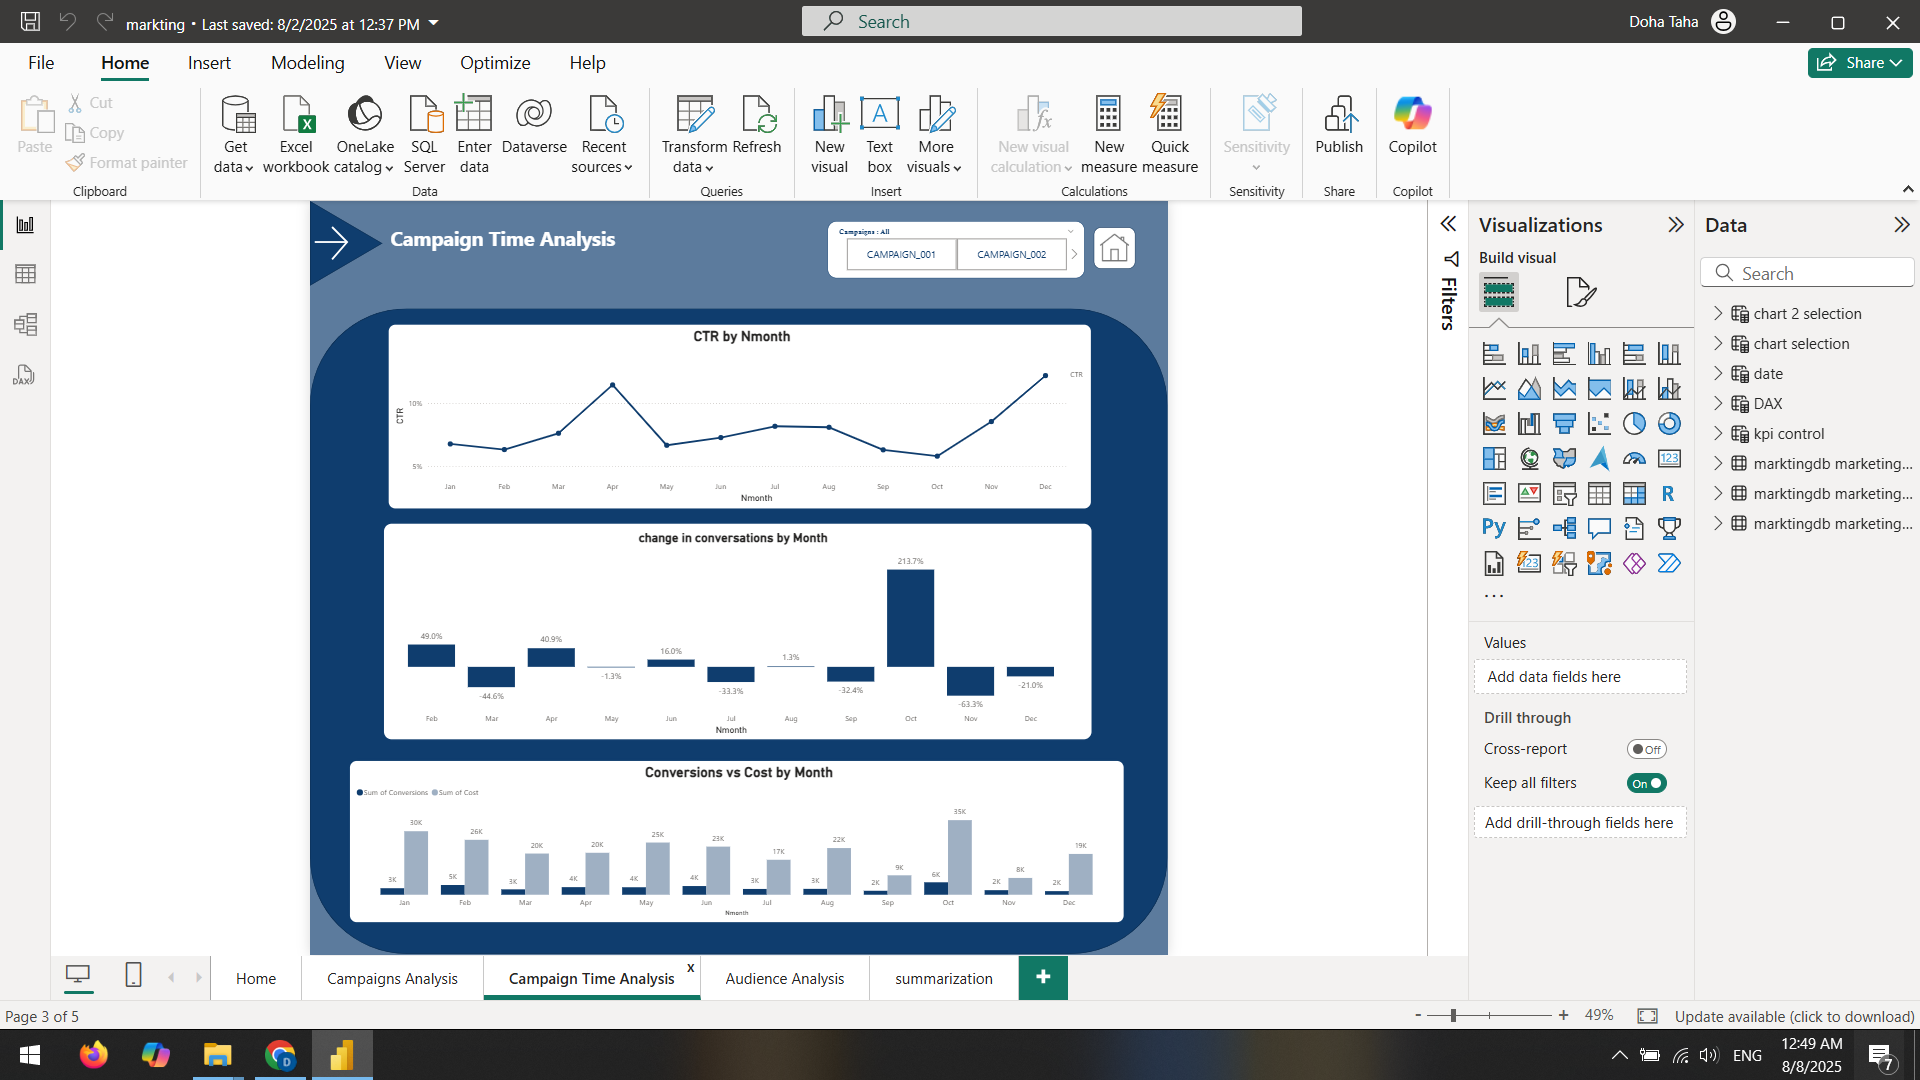 markting • Last saved: 8/2/2025 at 12:37 PM
Search
Doha Taha
File
Home
Insert
Modeling
View
Optimize
Help
Share
Paste
Cut
Copy
Format painter
Clipboard
Get data
Excel workbook
OneLake catalog
SQL Server
Enter data
Dataverse
Recent sources
Data
Transform data
Refresh
Queries
New visual
Text box
More visuals
Insert
New visual calculation
New measure
Quick measure
Calculations
Sensitivity
Sensitivity
Publish
Share
Copilot
Copilot
Campaign Time Analysis
Campaigns : All
CAMPAIGN_001
CAMPAIGN_002
CTR by Nmonth
CTR
CTR
10%
5%
Jan Feb Mar Apr May Jun Jul Aug Sep Oct Nov Dec
Nmonth
change in conversations by Month
49.0% -44.6% 40.9% -1.3% 16.0% -33.3% 1.3% -32.4% 213.7% -63.3% -21.0%
Feb Mar Apr May Jun Jul Aug Sep Oct Nov Dec
Nmonth
Conversions vs Cost by Month
Sum of Conversions Sum of Cost
3K 30K 5K 26K 3K 20K 4K 20K 4K 25K 4K 23K 3K 17K 3K 22K 2K 9K 6K 35K 2K 8K 2K 19K
Jan Feb Mar Apr May Jun Jul Aug Sep Oct Nov Dec
Nmonth
Filters
Visualizations
Build visual
123
R
Py
123
...
Values
Add data fields here
Drill through
Cross-report
Off
Keep all filters
On
Add drill-through fields here
Data
Search
chart 2 selection
chart selection
date
DAX
kpi control
marktingdb marketing...
marktingdb marketing...
marktingdb marketing...
DAX
Home
Campaigns Analysis
Campaign Time Analysis
x
Audience Analysis
summarization
+
Page 3 of 5
- + 49%
Update available (click to download)
D
ENG
12:49 AM
8/8/2025
7